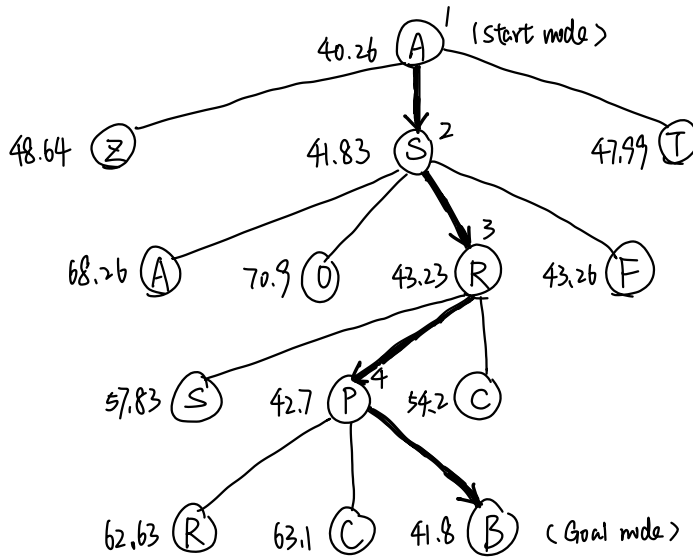 1
40.26 A (Start node)
48.64 Z 41.83 S 2 47.99 T
68.26 A 70.9 O 43.23 R 3 43.26 F
57.83 S 42.7 P 4 54.2 C
62.63 R 63.1 C 41.8 B (Goal node)